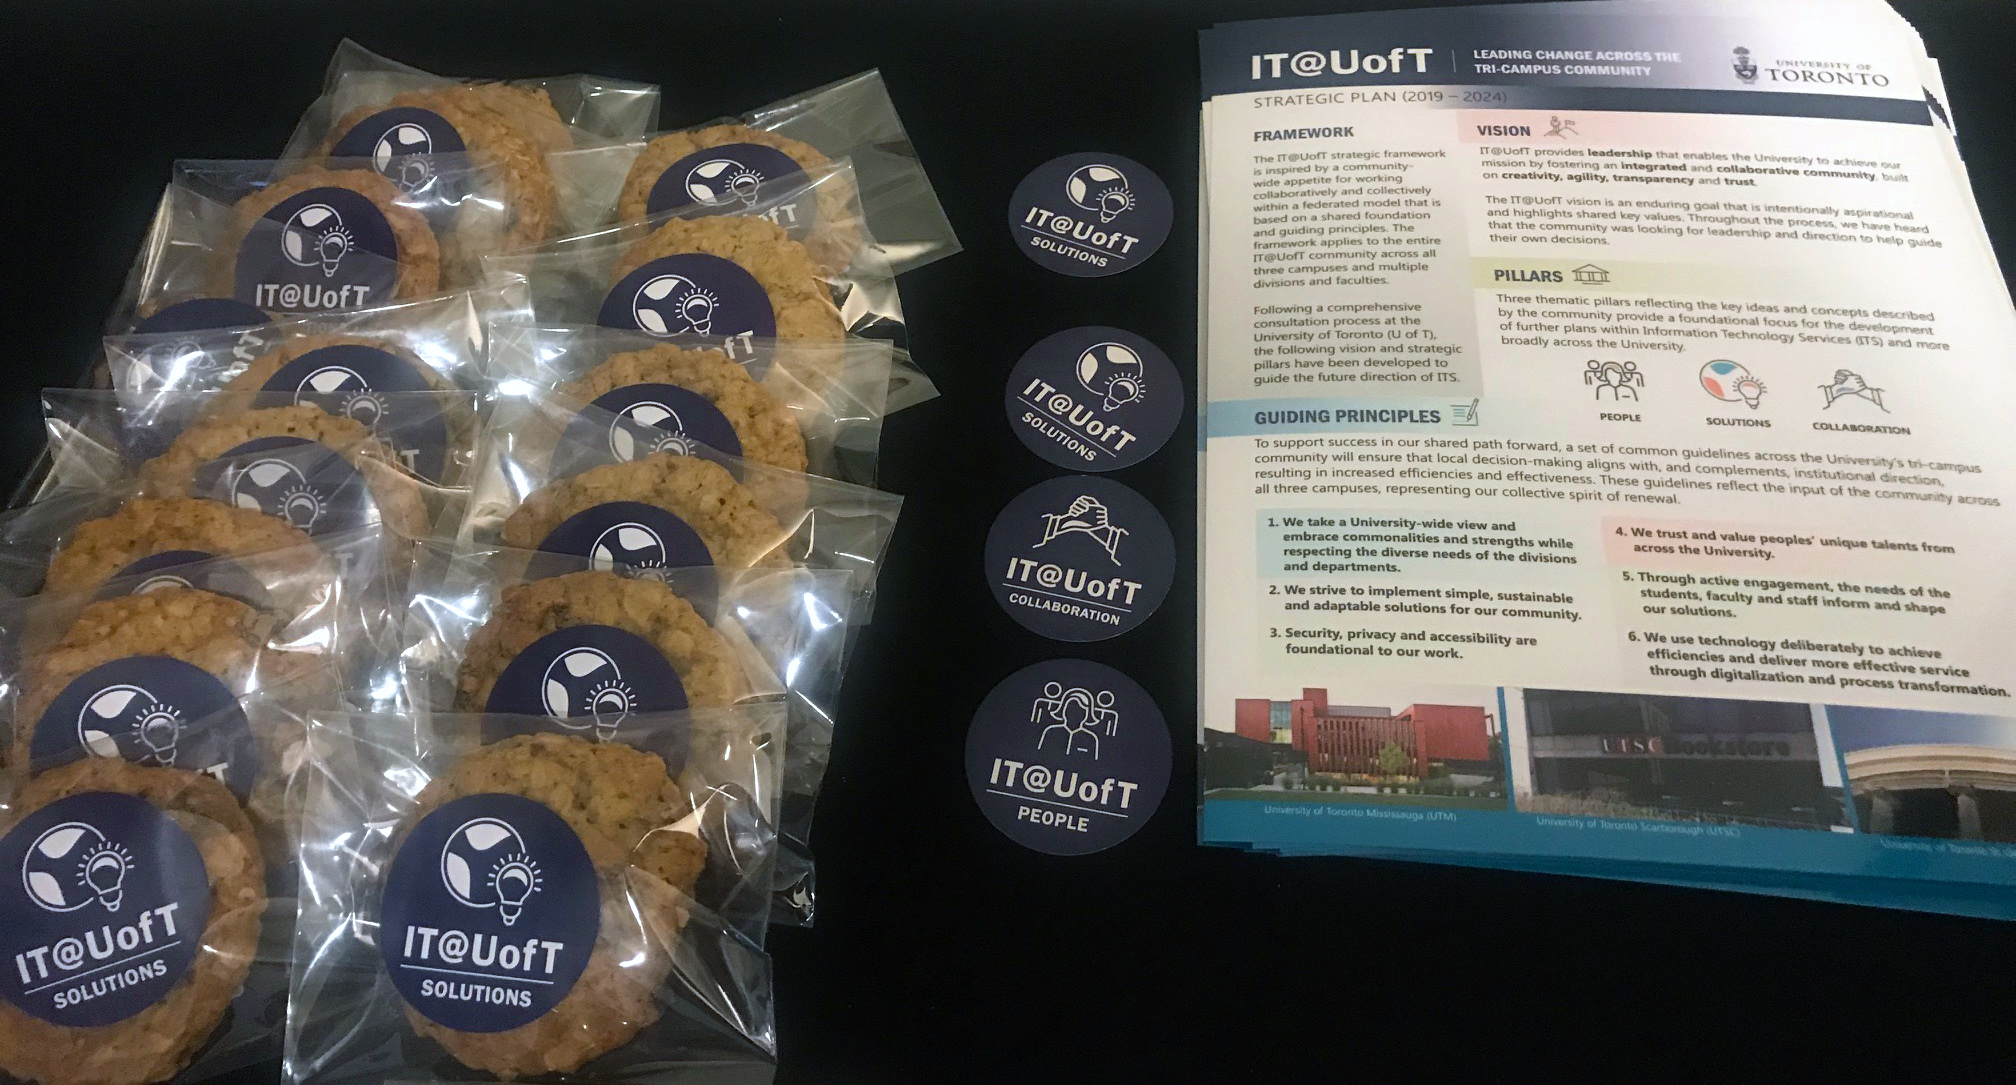 IT@UofT
IT@UofT
SOLUTIONS
IT@UofT
SOLUTIONS
IT@UofT
SOLUTIONS
IT@UofT
SOLUTIONS
IT@UofT
COLLABORATION
IT@UofT
PEOPLE
IT@UofT
LEADING CHANGE ACROSS THE
TRI-CAMPUS COMMUNITY
UNIVERSITY OF
TORONTO
STRATEGIC PLAN (2019 – 2024)
FRAMEWORK
The IT@UofT strategic framework
is inspired by a community-
wide appetite for working
collaboratively and collectively
within a federated model that is
based on a shared foundation
and guiding principles. The
framework applies to the entire
IT@UofT community across all
three campuses and multiple
divisions and faculties.
Following a comprehensive
consultation process at the
University of Toronto (U of T),
the following vision and strategic
pillars have been developed to
guide the future direction of ITS.
VISION
IT@UofT provides leadership that enables the University to achieve our
mission by fostering an integrated and collaborative community, built
on creativity, agility, transparency and trust.
The IT@UofT vision is an enduring goal that is intentionally aspirational
and highlights shared key values. Throughout the process, we have heard
that the community was looking for leadership and direction to help guide
their own decisions.
PILLARS
Three thematic pillars reflecting the key ideas and concepts described
by the community provide a foundational focus for the development
of further plans within Information Technology Services (ITS) and more
broadly across the University.
PEOPLE
SOLUTIONS
COLLABORATION
GUIDING PRINCIPLES
To support success in our shared path forward, a set of common guidelines across the University's tri-campus
community will ensure that local decision-making aligns with, and complements, institutional direction,
resulting in increased efficiencies and effectiveness. These guidelines reflect the input of the community across
all three campuses, representing our collective spirit of renewal.
1. We take a University-wide view and
embrace commonalities and strengths while
respecting the diverse needs of the divisions
and departments.
2. We strive to implement simple, sustainable
and adaptable solutions for our community.
3. Security, privacy and accessibility are
foundational to our work.
4. We trust and value peoples' unique talents from
across the University.
5. Through active engagement, the needs of the
students, faculty and staff inform and shape
our solutions.
6. We use technology deliberately to achieve
efficiencies and deliver more effective service
through digitalization and process transformation.
UTSC Bookstore
University of Toronto Mississauga (UTM)
University of Toronto Scarborough (UTSC)
University of Toronto